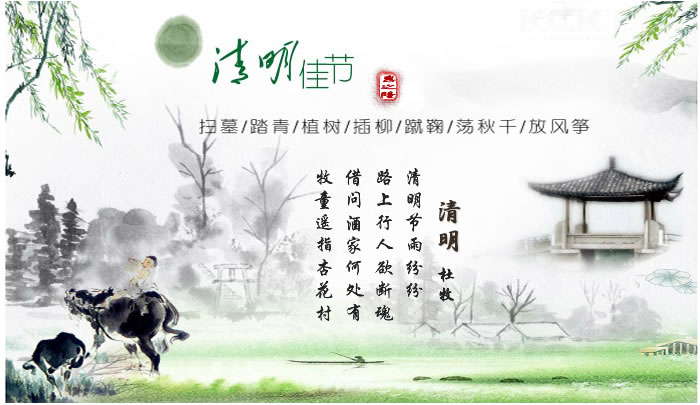 清明佳节
扫墓/踏青/植树/插柳/蹴鞠/荡秋千/放风筝
清明
杜牧
清明节雨纷纷
路上行人欲断魂
借问酒家何处有
牧童遥指杏花村